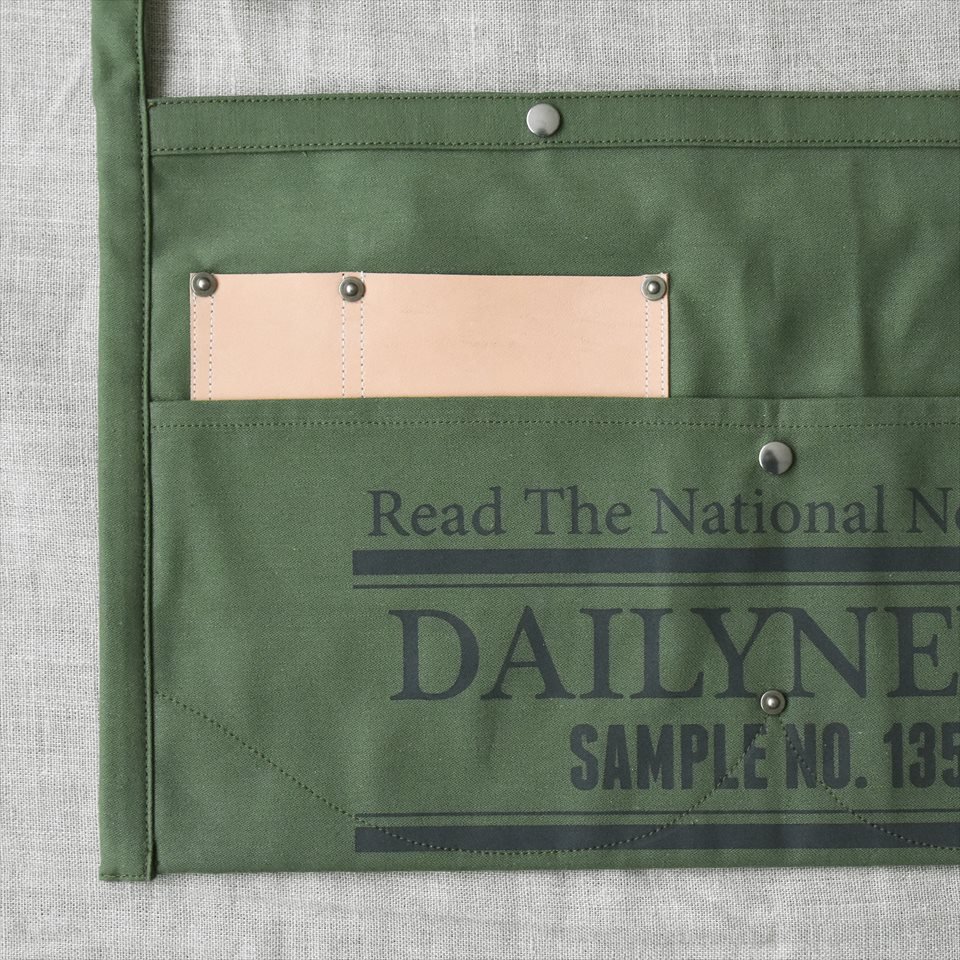 Read The National
DAILYNE
SAMPLE NO. 135